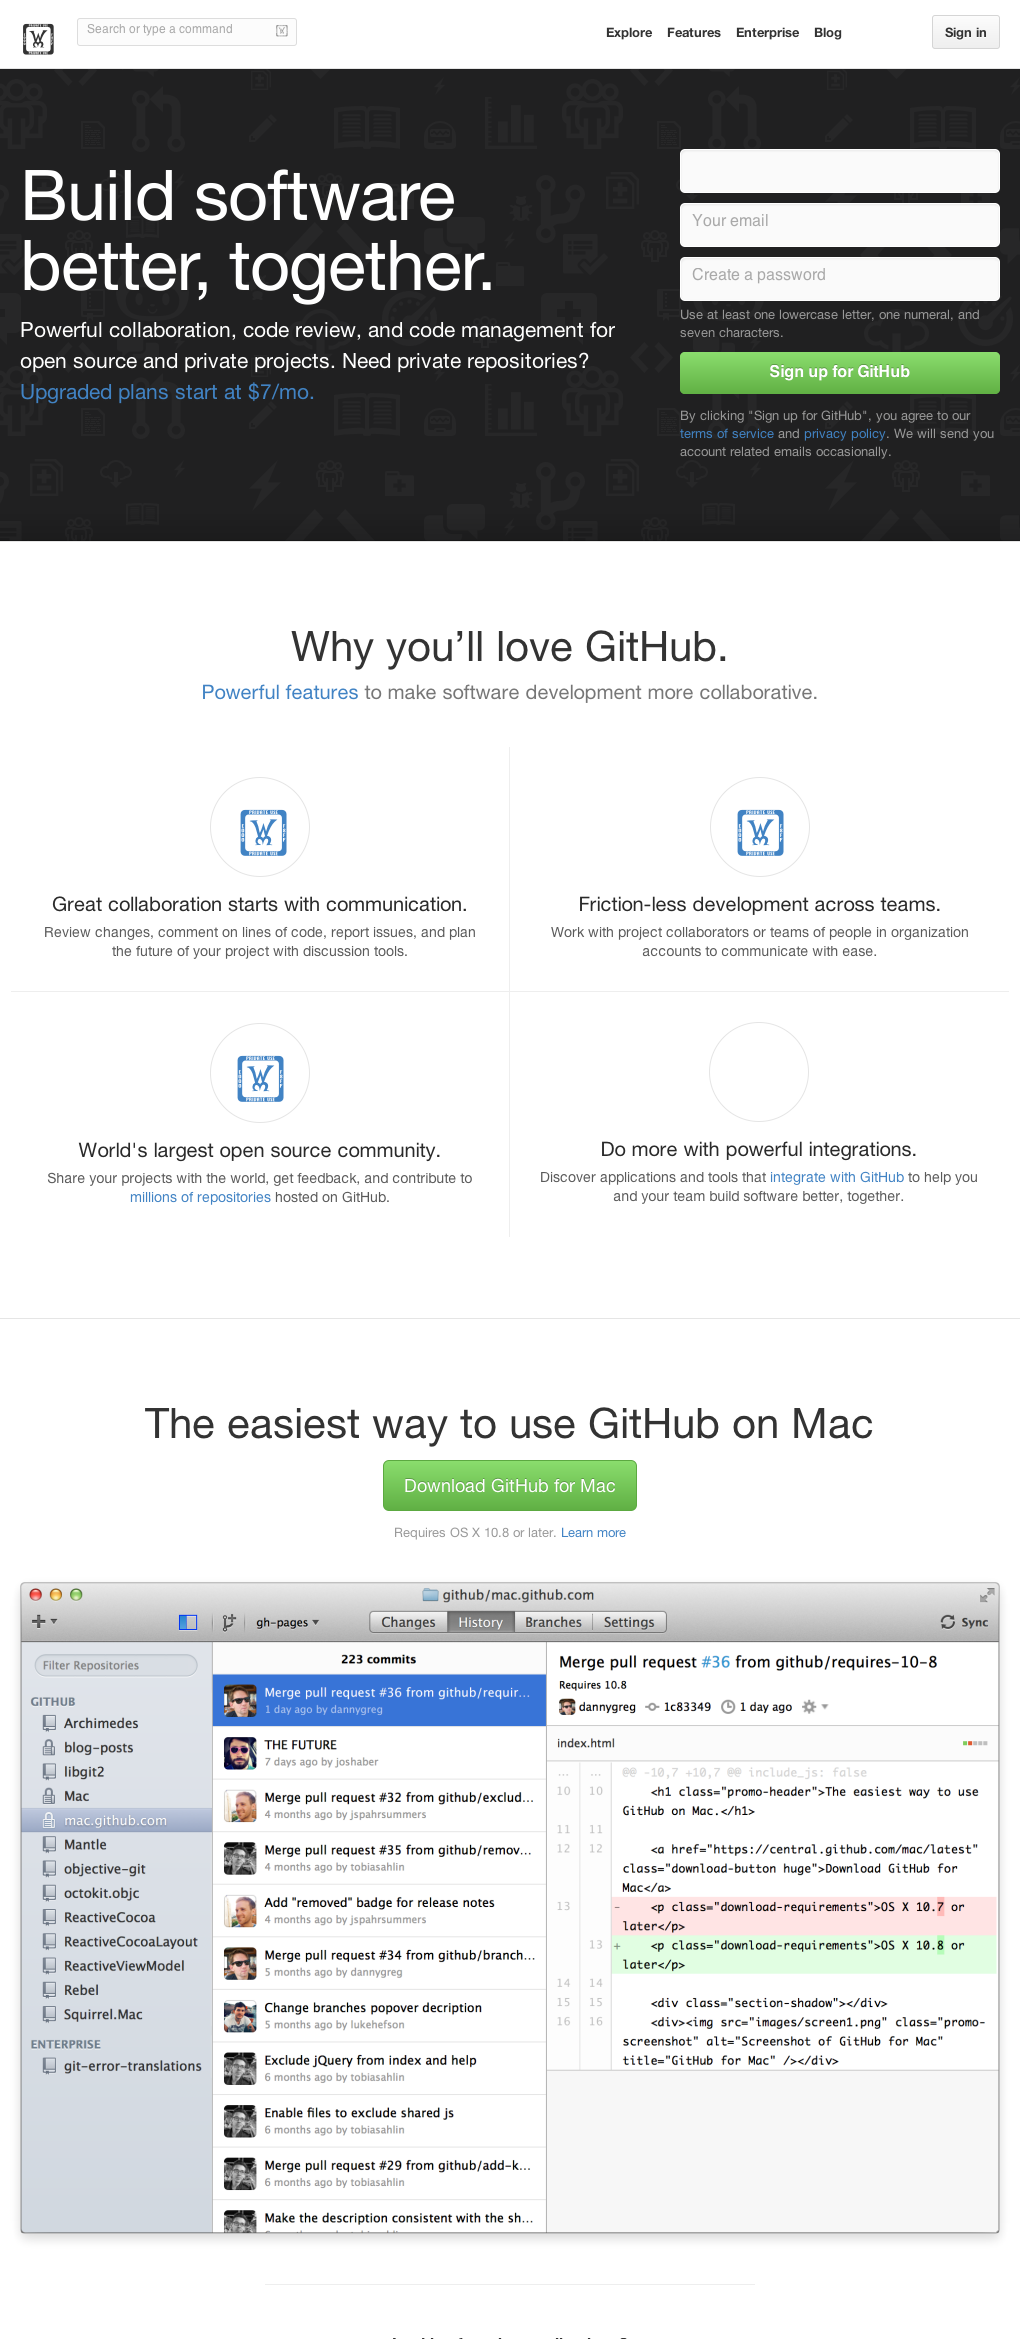 Search or type a command
Explore Features Enterprise Blog
Sign in
Build software
better, together.
Powerful collaboration, code review, and code management for
open source and private projects. Need private repositories?
Upgraded plans start at $7/mo.
Your email
Create a password
Use at least one lowercase letter, one numeral, and
seven characters.
Sign up for GitHub
By clicking "Sign up for GitHub", you agree to our
terms of service and privacy policy. We will send you
account related emails occasionally.
Why you’ll love GitHub.
Powerful features to make software development more collaborative.
PRIVATE USE
PRIVATE USE
Great collaboration starts with communication.
Review changes, comment on lines of code, report issues, and plan
the future of your project with discussion tools.
PRIVATE USE
PRIVATE USE
Friction-less development across teams.
Work with project collaborators or teams of people in organization
accounts to communicate with ease.
PRIVATE USE
PRIVATE USE
World's largest open source community.
Share your projects with the world, get feedback, and contribute to
millions of repositories hosted on GitHub.
Do more with powerful integrations.
Discover applications and tools that integrate with GitHub to help you
and your team build software better, together.
The easiest way to use GitHub on Mac
Download GitHub for Mac
Requires OS X 10.8 or later. Learn more
github/mac.github.com
gh-pages
Changes History Branches Settings
Sync
Filter Repositories
GITHUB
Archimedes
blog-posts
libgit2
Mac
mac.github.com
Mantle
objective-git
octokit.objc
ReactiveCocoa
ReactiveCocoaLayout
ReactiveViewModel
Rebel
Squirrel.Mac
ENTERPRISE
git-error-translations
223 commits
Merge pull request #36 from github/requir...
1 day ago by dannygreg
THE FUTURE
7 days ago by joshaber
Merge pull request #32 from github/exclud...
4 months ago by jspahrsummers
Merge pull request #35 from github/remov...
4 months ago by tobiasahlin
Add "removed" badge for release notes
4 months ago by jspahrsummers
Merge pull request #34 from github/branch...
5 months ago by dannygreg
Change branches popover decription
5 months ago by lukehefson
Exclude jQuery from index and help
6 months ago by tobiasahlin
Enable files to exclude shared js
6 months ago by tobiasahlin
Merge pull request #29 from github/add-k...
6 months ago by tobiasahlin
Make the description consistent with the sh...
Merge pull request #36 from github/requires-10-8
Requires 10.8
dannygreg 1c83349 1 day ago
index.html
... ... @@ -10,7 +10,7 @@ include_js: false
10 10 <h1 class="promo-header">The easiest way to use
GitHub on Mac.</h1>
11 11
12 12 <a href="https://central.github.com/mac/latest"
class="download-button huge">Download GitHub for
Mac</a>
13 - <p class="download-requirements">OS X 10.7 or
later</p>
13 + <p class="download-requirements">OS X 10.8 or
later</p>
14 14
15 15 <div class="section-shadow"></div>
16 16 <div><img src="images/screen1.png" class="promo-
screenshot" alt="Screenshot of GitHub for Mac"
title="GitHub for Mac" /></div>